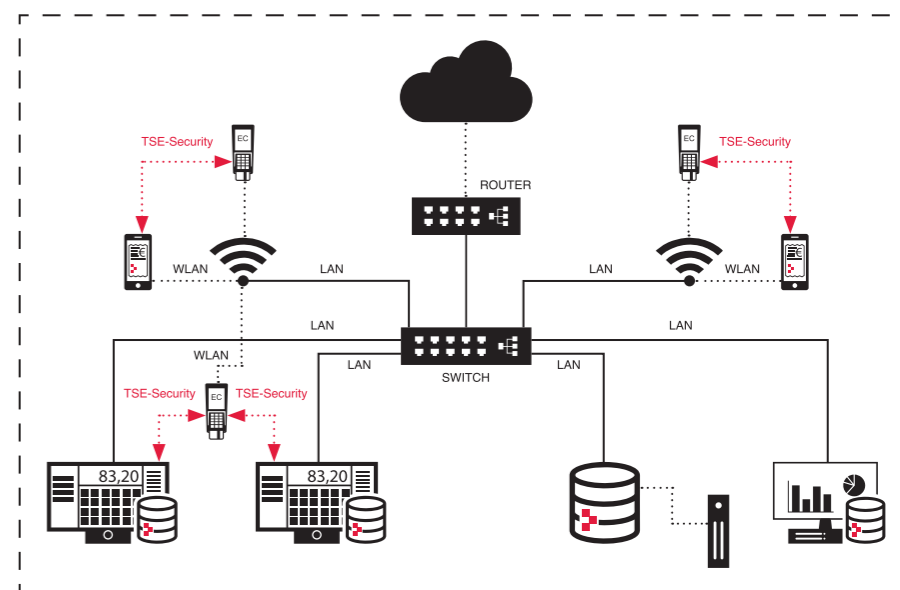 EC
EC
TSE-Security
TSE-Security
ROUTER
€
€
WLAN
LAN
LAN
WLAN
LAN
LAN
WLAN
LAN
LAN
SWITCH
TSE-Security
EC
TSE-Security
83,20
83,20